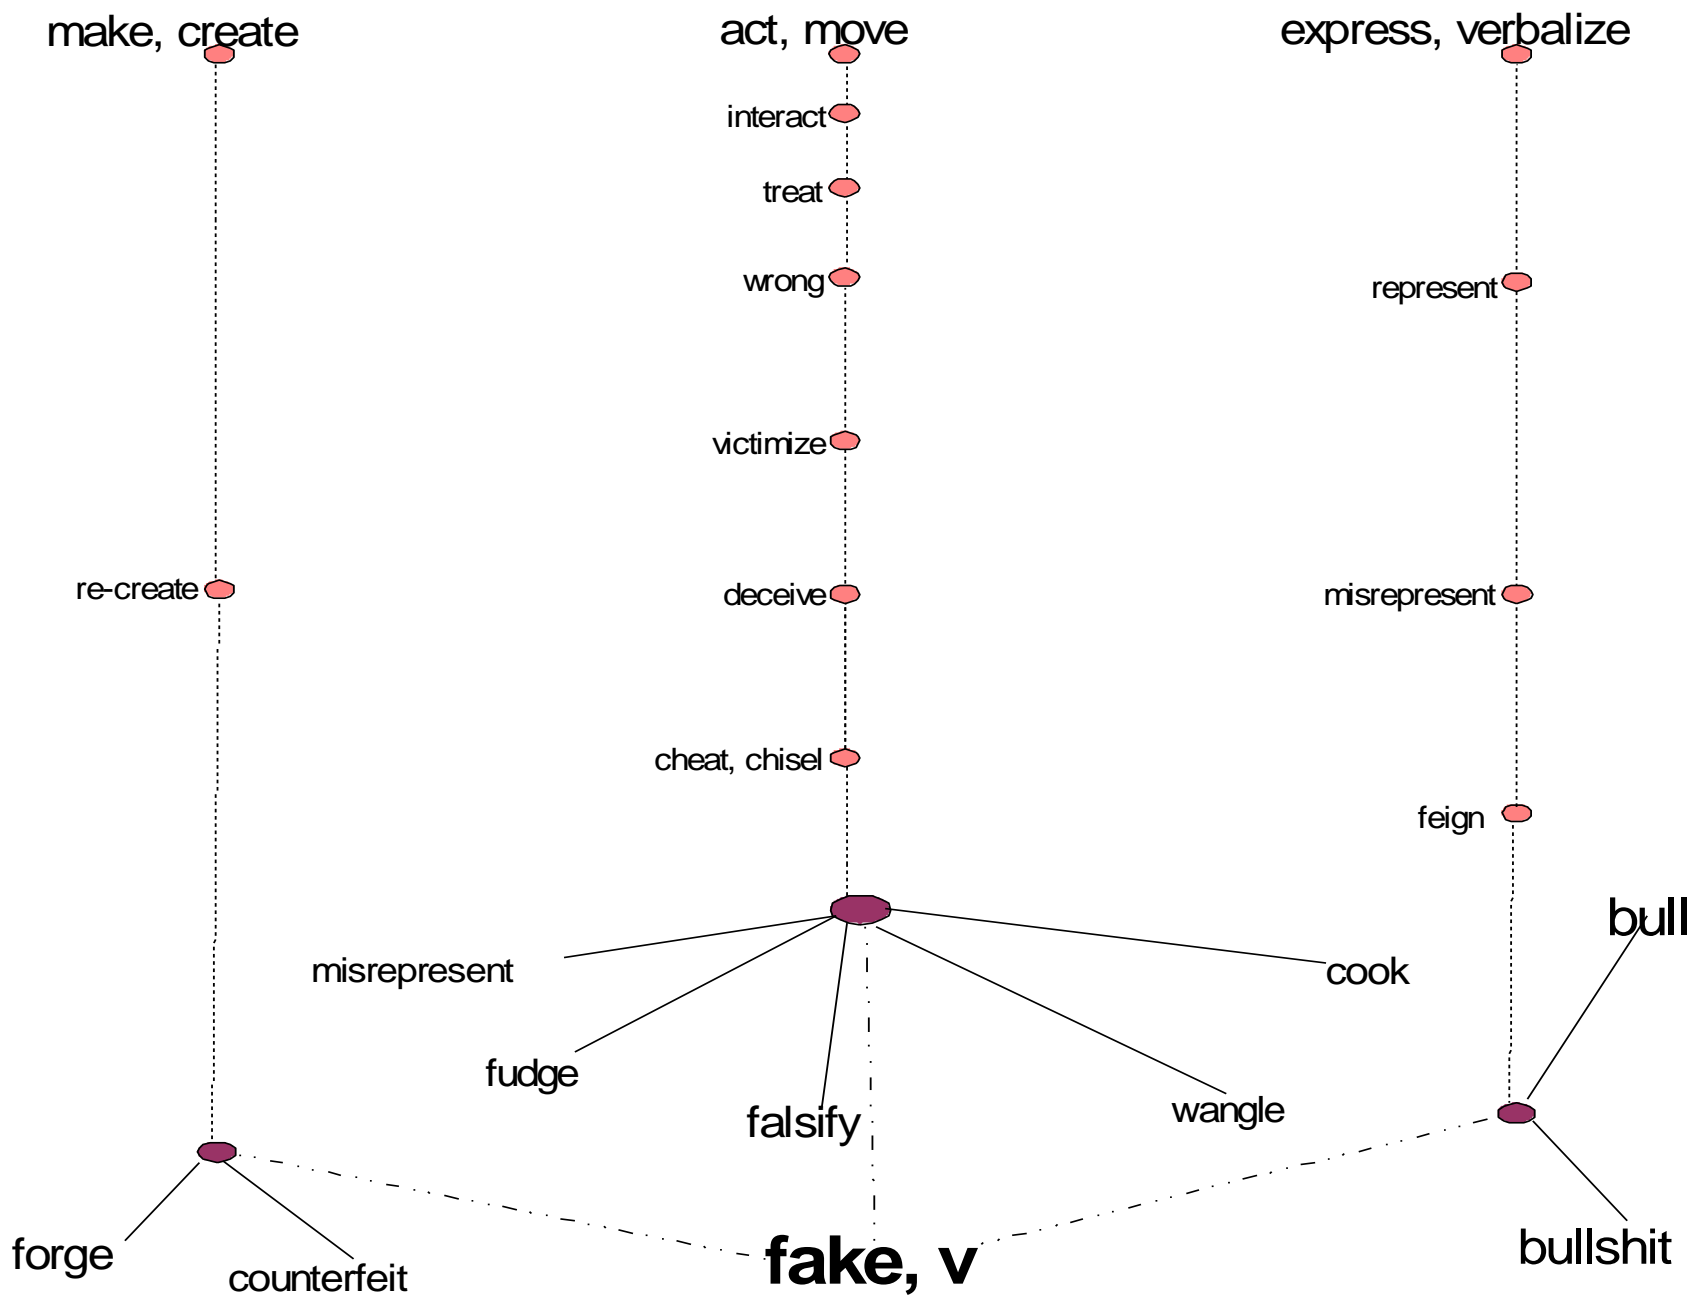 make, create
act, move
express, verbalize
interact
treat
wrong
represent
victimize
re-create
deceive
misrepresent
cheat, chisel
feign
bull
misrepresent
cook
fudge
falsify
wangle
forge
counterfeit
fake, v
bullshit